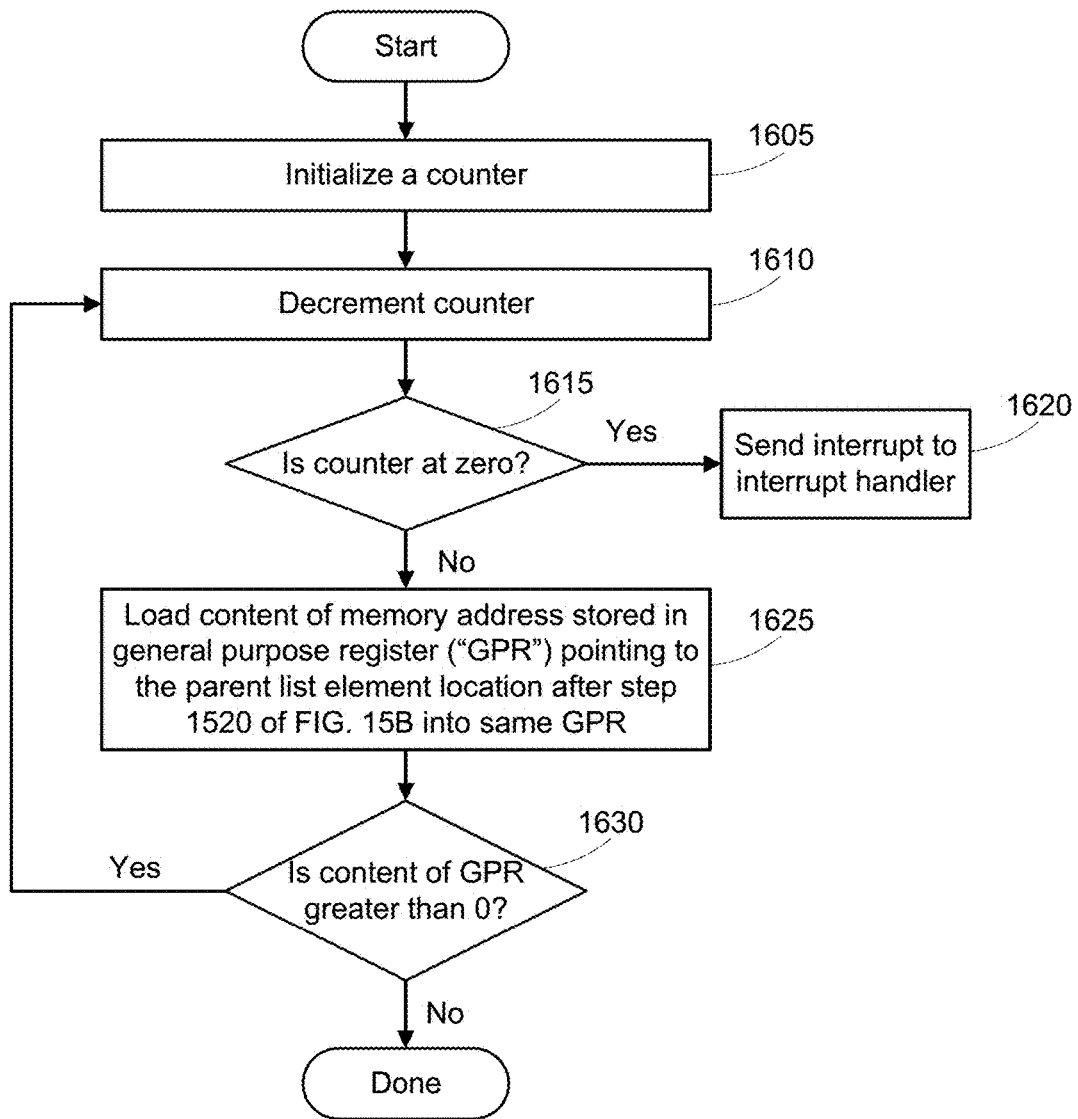 Start
1605
Initialize a counter
1610
Decrement counter
1615
Is counter at zero?
Yes
1620
Send interrupt to
interrupt handler
No
1625
Load content of memory address stored in
general purpose register (“GPR”) pointing to
the parent list element location after step
1520 of FIG. 15B into same GPR
1630
Is content of GPR
greater than 0?
Yes
No
Done